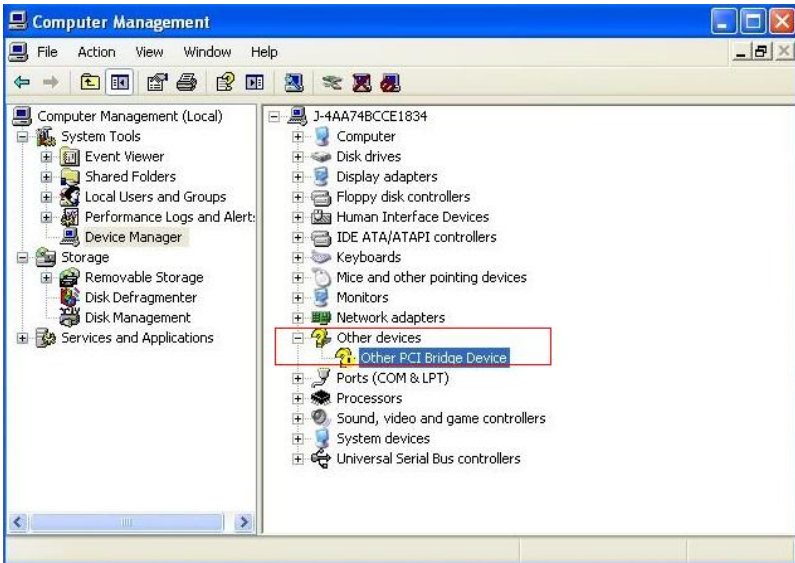 Computer Management
File Action View Window Help
Computer Management (Local)
System Tools
Event Viewer
Shared Folders
Local Users and Groups
Performance Logs and Alert:
Device Manager
Storage
Removable Storage
Disk Defragmenter
Disk Management
Services and Applications
J-4AA74BCCE1834
Computer
Disk drives
Display adapters
Floppy disk controllers
Human Interface Devices
IDE ATA/ATAPI controllers
Keyboards
Mice and other pointing devices
Monitors
Network adapters
Other devices
Other PCI Bridge Device
Ports (COM & LPT)
Processors
Sound, video and game controllers
System devices
Universal Serial Bus controllers